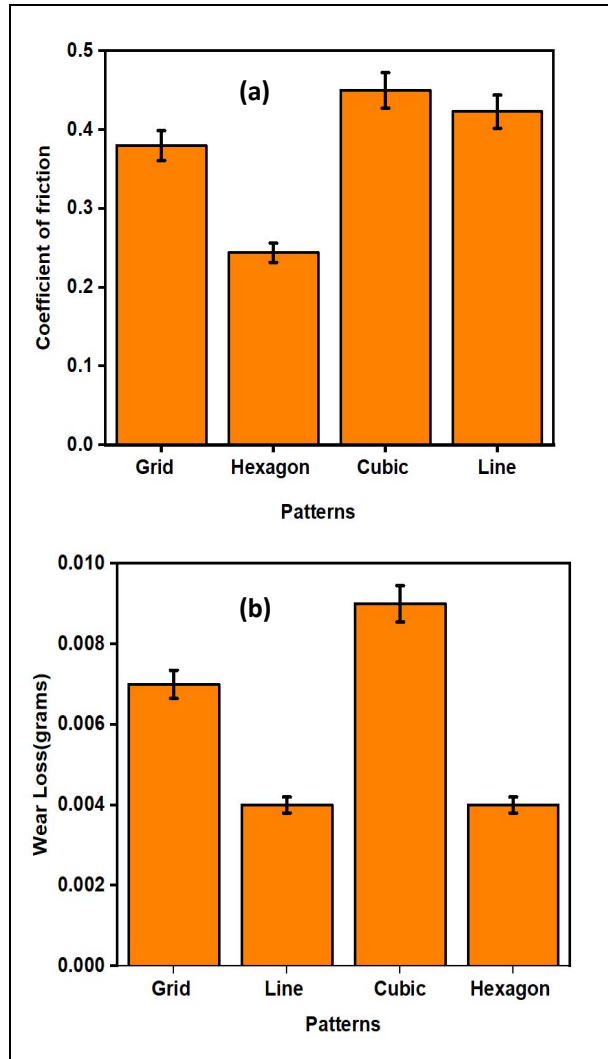 (a)
Coefficient of friction
0.5
0.4
0.3
0.2
0.1
0.0
Grid Hexagon Cubic Line
Patterns
(b)
Wear Loss(grams)
0.010
0.008
0.006
0.004
0.002
0.000
Grid Line Cubic Hexagon
Patterns